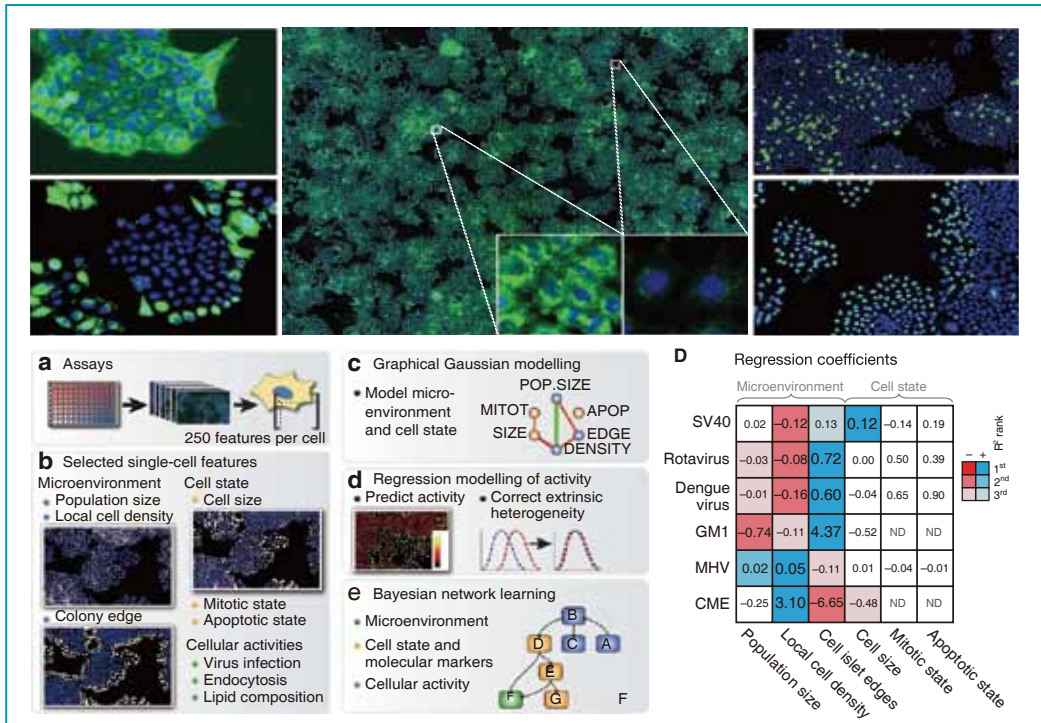 a Assays
250 features per cell
b Selected single-cell features
Microenvironment
Population size
Local cell density
Colony edge
Cell state
Cell size
Mitotic state
Apoptotic state
Cellular activities
Virus infection
Endocytosis
Lipid composition
c Graphical Gaussian modelling
Model micro-
environment
and cell state
POP.SIZE
MITOT APOP
SIZE EDGE
DENSITY
d Regression modelling of activity
Predict activity
Correct extrinsic
heterogeneity
e Bayesian network learning
Microenvironment
Cell state and
molecular markers
Cellular activity
B
D C A
E
F G
F
D Regression coefficients
Microenvironment Cell state
SV40 0.02 −0.12 0.13 0.12 −0.14 0.19
Rotavirus −0.03 −0.08 0.72 0.00 0.50 0.39
Dengue
virus −0.01 −0.16 0.60 −0.04 0.65 0.90
GM1 −0.74 −0.11 4.37 −0.52 ND ND
MHV 0.02 0.05 −0.11 0.01 −0.04 −0.01
CME −0.25 3.10 −6.65 −0.48 ND ND
Population size
Local cell density
Cell islet edges
Cell size
Mitotic state
Apoptotic state
R² rank
− +
1st
2nd
3rd